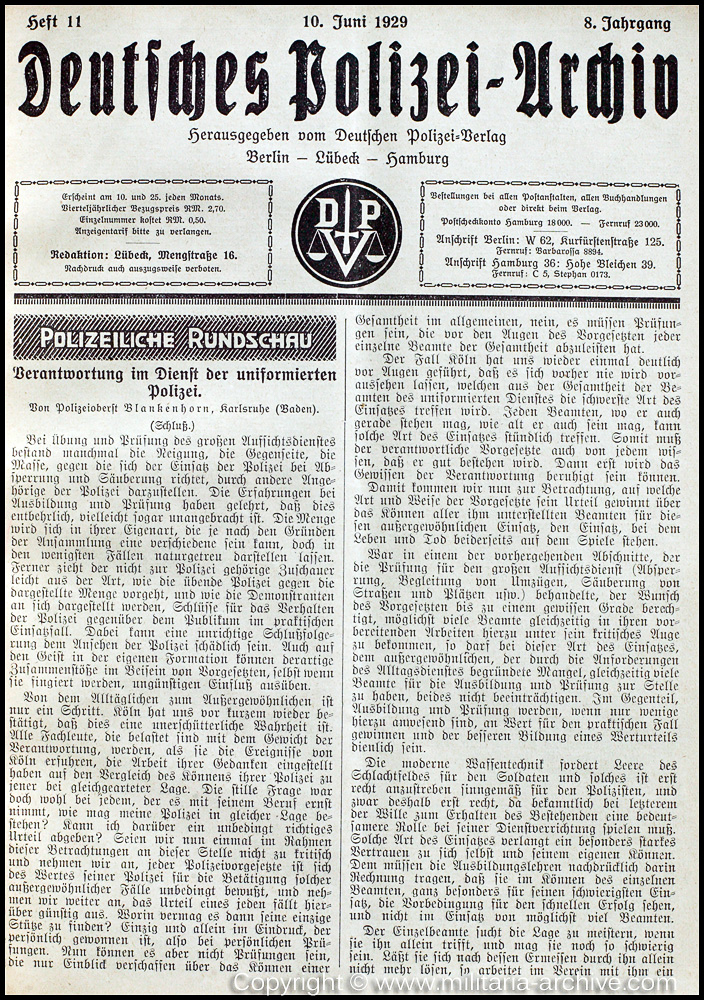 Heft 11
10. Juni 1929
8. Jahrgang
Deutsches Polizei-Archiv
Herausgegeben vom Deutschen Polizei-Verlag
Berlin — Lübeck — Hamburg
Erscheint am 10. und 25. jeden Monats.
Vierteljährlicher Bezugspreis RM. 2,70.
Einzelnummer kostet RM. 0,50.
Anzeigentarif bitte zu verlangen.
Redaktion: Lübeck, Mengstraße 16.
Nachdruck auch auszugsweise verboten.
D P V
Bestellungen bei allen Postanstalten, allen Buchhandlungen
oder direkt beim Verlag.
Postscheckkonto Hamburg 18000. — Fernruf 23000.
Anschrift Berlin: W 62, Kurfürstenstraße 125.
Fernruf: Barbarossa 8894.
Anschrift Hamburg 36: Hohe Bleichen 39.
Fernruf: C 5, Stephan 0173.
POLIZEILICHE RUNDSCHAU
Verantwortung im Dienst der uniformierten
Polizei.
Von Polizeioberst Blankenhorn, Karlsruhe (Baden).
(Schluß.)
Bei Übung und Prüfung des großen Aufsichtsdienstes
bestand manchmal die Neigung, die Gegenseite, die
Masse, gegen die sich der Einsatz der Polizei bei Ab-
sperrung und Säuberung richtet, durch andere Ange-
hörige der Polizei darzustellen. Die Erfahrungen bei
Ausbildung und Prüfung haben gelehrt, daß dies
entbehrlich, vielleicht sogar unangebracht ist. Die Menge
wird sich in ihrer Eigenart, die je nach den Gründen
der Ansammlung eine verschiedene sein kann, doch in
den wenigsten Fällen naturgetreu darstellen lassen.
Ferner zieht der nicht zur Polizei gehörige Zuschauer
leicht aus der Art, wie die übende Polizei gegen die
dargestellte Menge vorgeht, und wie die Demonstranten
an sich dargestellt werden, Schlüsse für das Verhalten
der Polizei gegenüber dem Publikum im praktischen
Einsatzfall. Dabei kann eine unrichtige Schlußfolge-
rung dem Ansehen der Polizei schädlich sein. Auch auf
den Geist in der eigenen Formation können derartige
Zusammenstöße im Beisein von Vorgesetzten, selbst wenn
sie fingiert werden, ungünstigen Einfluß ausüben.
Von dem Alltäglichen zum Außergewöhnlichen ist
nur ein Schritt. Köln hat uns vor kurzem wieder be-
stätigt, daß dies eine unerschütterliche Wahrheit ist.
Alle Fachleute, die belastet sind mit dem Gewicht der
Verantwortung, werden, als sie die Ereignisse von
Köln erfuhren, die Arbeit ihrer Gedanken eingestellt
haben auf den Vergleich des Könnens ihrer Polizei zu
jener bei gleichgearteter Lage. Die stille Frage war
doch wohl bei jedem, der es mit seinem Beruf ernst
nimmt, wie mag meine Polizei in gleicher Lage be-
stehen? Kann ich darüber ein unbedingt richtiges
Urteil abgeben? Seien wir nun einmal im Rahmen
dieser Betrachtungen an dieser Stelle nicht zu kritisch
und nehmen wir an, jeder Polizeivorgesetzte ist sich
des Wertes seiner Polizei für die Betätigung solcher
außergewöhnlicher Fälle unbedingt bewußt, und neh-
men wir weiter an, das Urteil eines jeden fällt hier-
über günstig aus. Worin vermag es dann seine einzige
Stütze zu finden? Einzig und allein im Eindruck, der
persönlich gewonnen ist, also bei persönlichen Prü-
fungen. Nun können es aber nicht Prüfungen sein,
die nur Einblick verschaffen über das Können einer
Gesamtheit im allgemeinen, nein, es müssen Prüfun-
gen sein, die vor den Augen des Vorgesetzten jeder
einzelne Beamte der Gesamtheit abzuleisten hat.
Der Fall Köln hat uns wieder einmal deutlich
vor Augen geführt, daß es sich vorher nie wird vor-
aussehen lassen, welchen aus der Gesamtheit der Be-
amten des uniformierten Dienstes die schwerste Art des
Einsatzes treffen wird. Jeden Beamten, wo er auch
gerade stehen mag, wie alt er auch sein mag, kann
solche Art des Einsatzes stündlich treffen. Somit muß
der verantwortliche Vorgesetzte auch von jedem wis-
sen, daß er gut bestehen wird. Dann erst wird das
Gewissen der Verantwortung beruhigt sein können.
Damit kommen wir nun zur Betrachtung, auf welche
Art und Weise der Vorgesetzte sein Urteil gewinnt über
das Können aller ihm unterstellten Beamten für die-
sen außergewöhnlichen Einsatz, den Einsatz, bei dem
Leben und Tod beiderseits auf dem Spiele stehen.
War in einem der vorhergehenden Abschnitte, der
die Prüfung für den großen Aufsichtsdienst (Absper-
rung, Begleitung von Umzügen, Säuberung von
Straßen und Plätzen usw.) behandelte, der Wunsch
des Vorgesetzten bis zu einem gewissen Grade berech-
tigt, möglichst viele Beamte gleichzeitig in ihren vor-
bereitenden Arbeiten hierzu unter sein kritisches Auge
zu bekommen, so darf bei dieser Art des Einsatzes,
dem außergewöhnlichen, der durch die Anforderungen
des Alltagsdienstes begründete Mangel, gleichzeitig viele
Beamte für die Ausbildung und Prüfung zur Stelle
zu haben, beides nicht beeinträchtigen. Im Gegenteil,
Ausbildung und Prüfung werden, wenn nur wenige
hierzu anwesend sind, an Wert für den praktischen Fall
gewinnen und der besseren Bildung eines Werturteils
dienlich sein.
Die moderne Waffentechnik fordert Leere des
Schlachtfeldes für den Soldaten und solches ist erst
recht anzustreben sinngemäß für den Polizisten, und
zwar deshalb erst recht, da bekanntlich bei letzterem
der Wille zum Erhalten des Bestehenden eine bedeut-
samere Rolle bei seiner Dienstverrichtung spielen muß.
Solche Art des Einsatzes verlangt ein besonders starkes
Vertrauen zu sich selbst und seinem eigenen Können.
Dem müssen die Ausbildungslehren nachdrücklich darin
Rechnung tragen, daß sie im Können des einzelnen
Beamten, ganz besonders für seinen schwierigsten Ein-
satz, die Vorbedingung für den schnellen Erfolg sehen,
und nicht im Einsatz von möglichst viel Beamten.
Der Einzelbeamte sucht die Lage zu meistern, wenn
sie ihn allein trifft, und mag sie noch so schwierig
sein. Läßt sie sich nach dessen Ermessen durch ihn allein
nicht mehr lösen, so arbeitet im Verein mit ihm ein
Copyright © www.militaria-archive.com